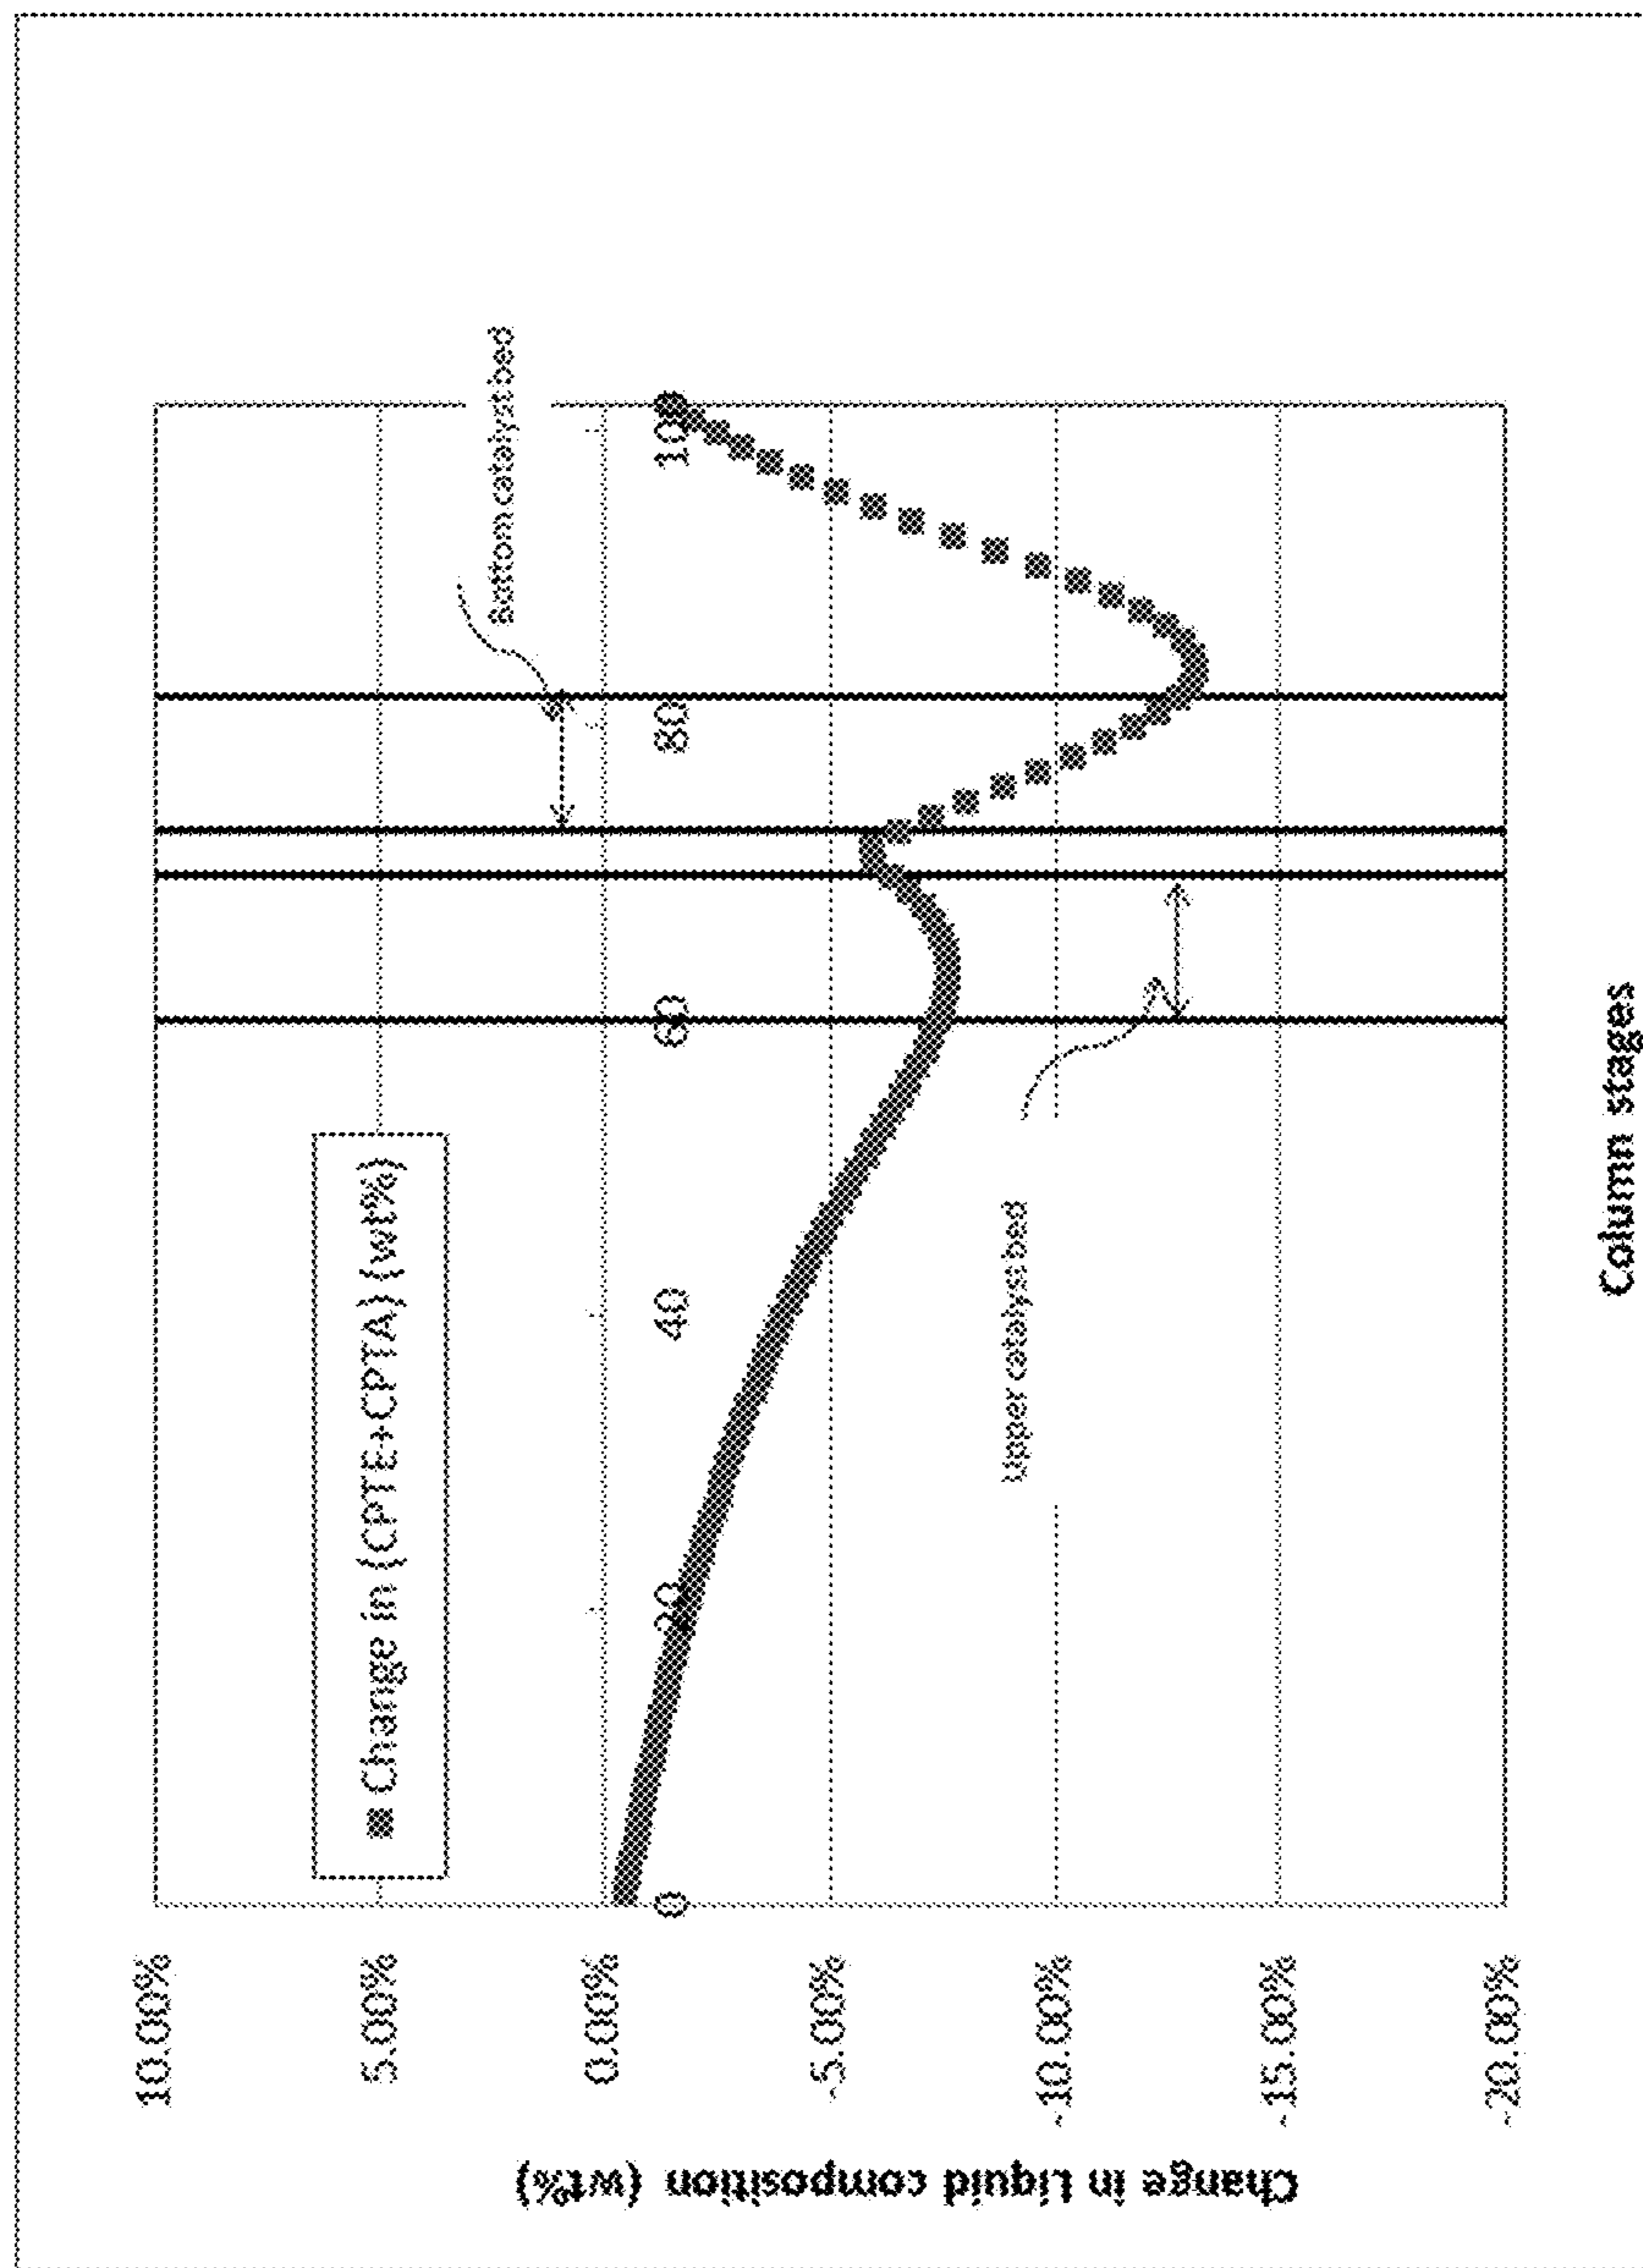 Change in Liquid composition (wt%)
10.00%
5.00%
0.00%
-5.00%
-10.00%
-15.00%
-20.00%
Change in (CPTE+CPTA) (wt%)
Bottom catalyst bed
Upper catalyst bed
0
20
40
60
80
100
Column stages